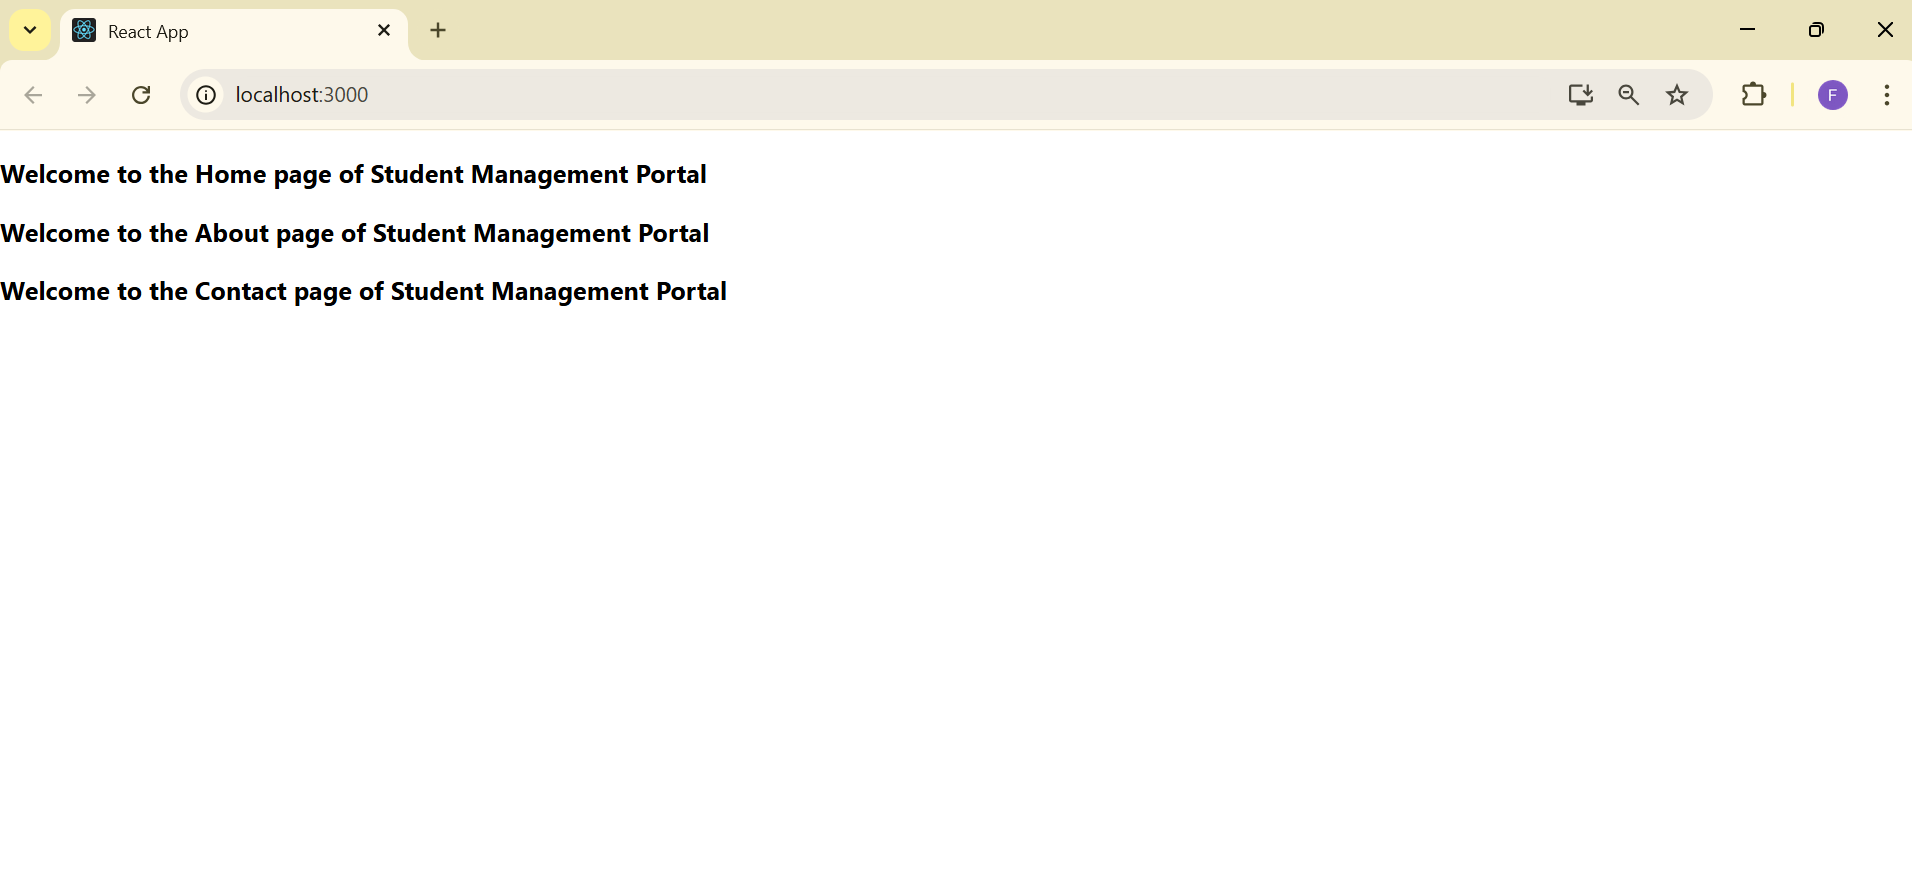 React App
localhost:3000
F
Welcome to the Home page of Student Management Portal
Welcome to the About page of Student Management Portal
Welcome to the Contact page of Student Management Portal